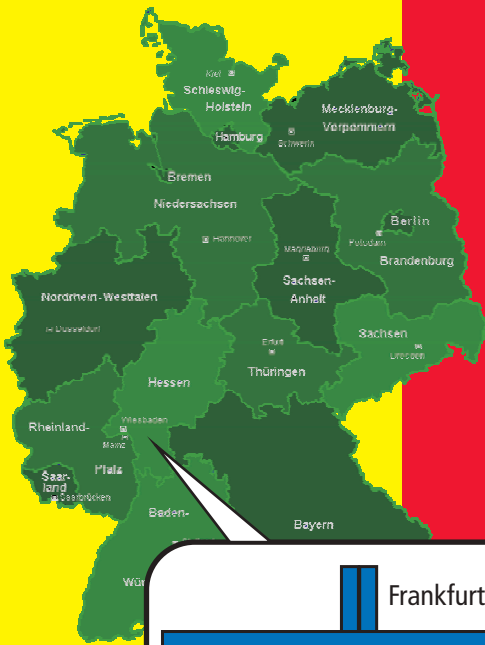 Kiel
Schleswig-
Holstein
Mecklenburg-
Vorpommern
Hamburg
Schwerin
Bremen
Niedersachsen
Berlin
Hannover
Potsdam
Magdeburg
Brandenburg
Sachsen-
Anhalt
Nordrhein-Westfalen
Düsseldorf
Sachsen
Erfurt
Dresden
Thüringen
Hessen
Wiesbaden
Rheinland-
Mainz
Pfalz
Saar-
land
Saarbrücken
Baden-
Bayern
Wür
Frankfurt